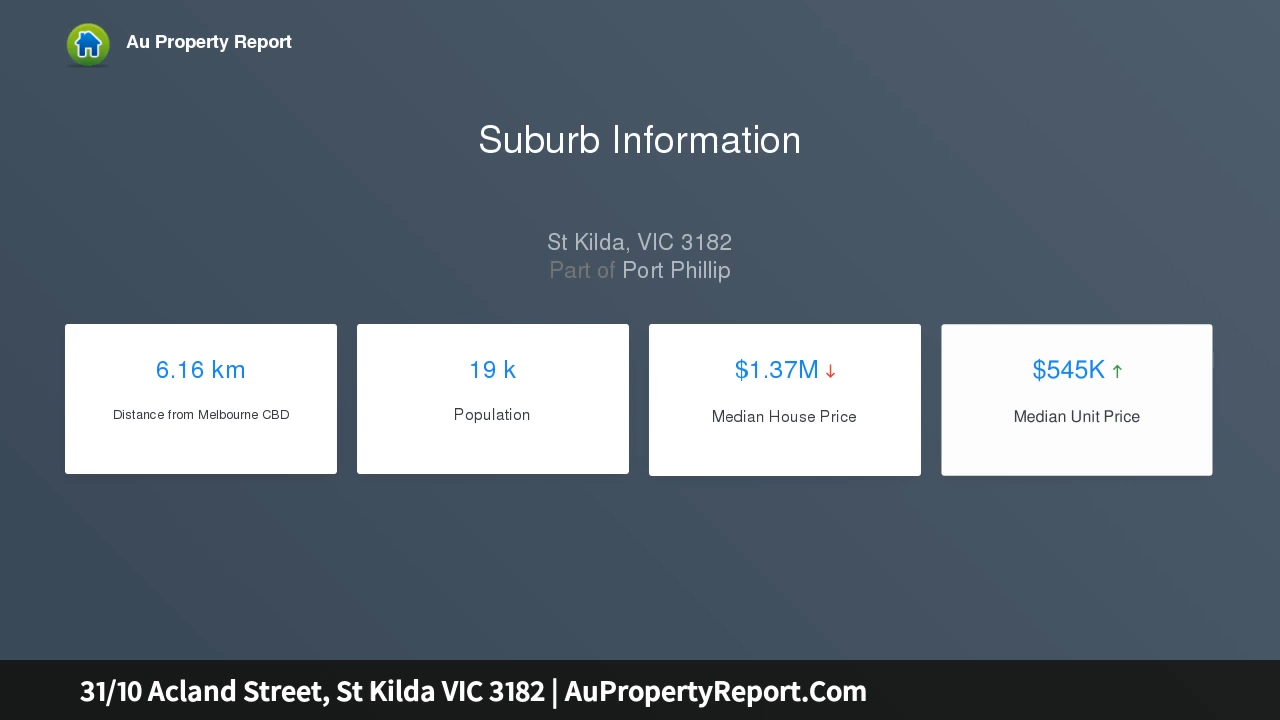 Au Property Report
Suburb Information
St Kilda, VIC 3182
Part of Port Phillip
6.16 km
Distance from Melbourne CBD
19 k
Population
$1.37M ↓
Median House Price
$545K ↑
Median Unit Price
31/10 Acland Street, St Kilda VIC 3182 | AuPropertyReport.Com